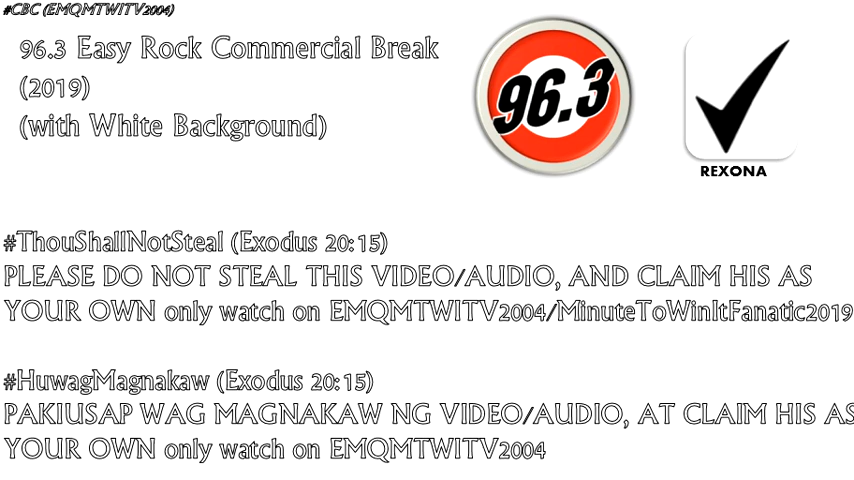 #CBC (EMQMTWITV2004)
96.3 Easy Rock Commercial Break
(2019)
(with White Background)
96.3
REXONA
#ThouShallNotSteal (Exodus 20:15)
PLEASE DO NOT STEAL THIS VIDEO/AUDIO, AND CLAIM HIS AS
YOUR OWN only watch on EMQMTWITV2004/MinuteToWinItFanatic2019
#HuwagMagnakaw (Exodus 20:15)
PAKIUSAP WAG MAGNAKAW NG VIDEO/AUDIO, AT CLAIM HIS AS
YOUR OWN only watch on EMQMTWITV2004